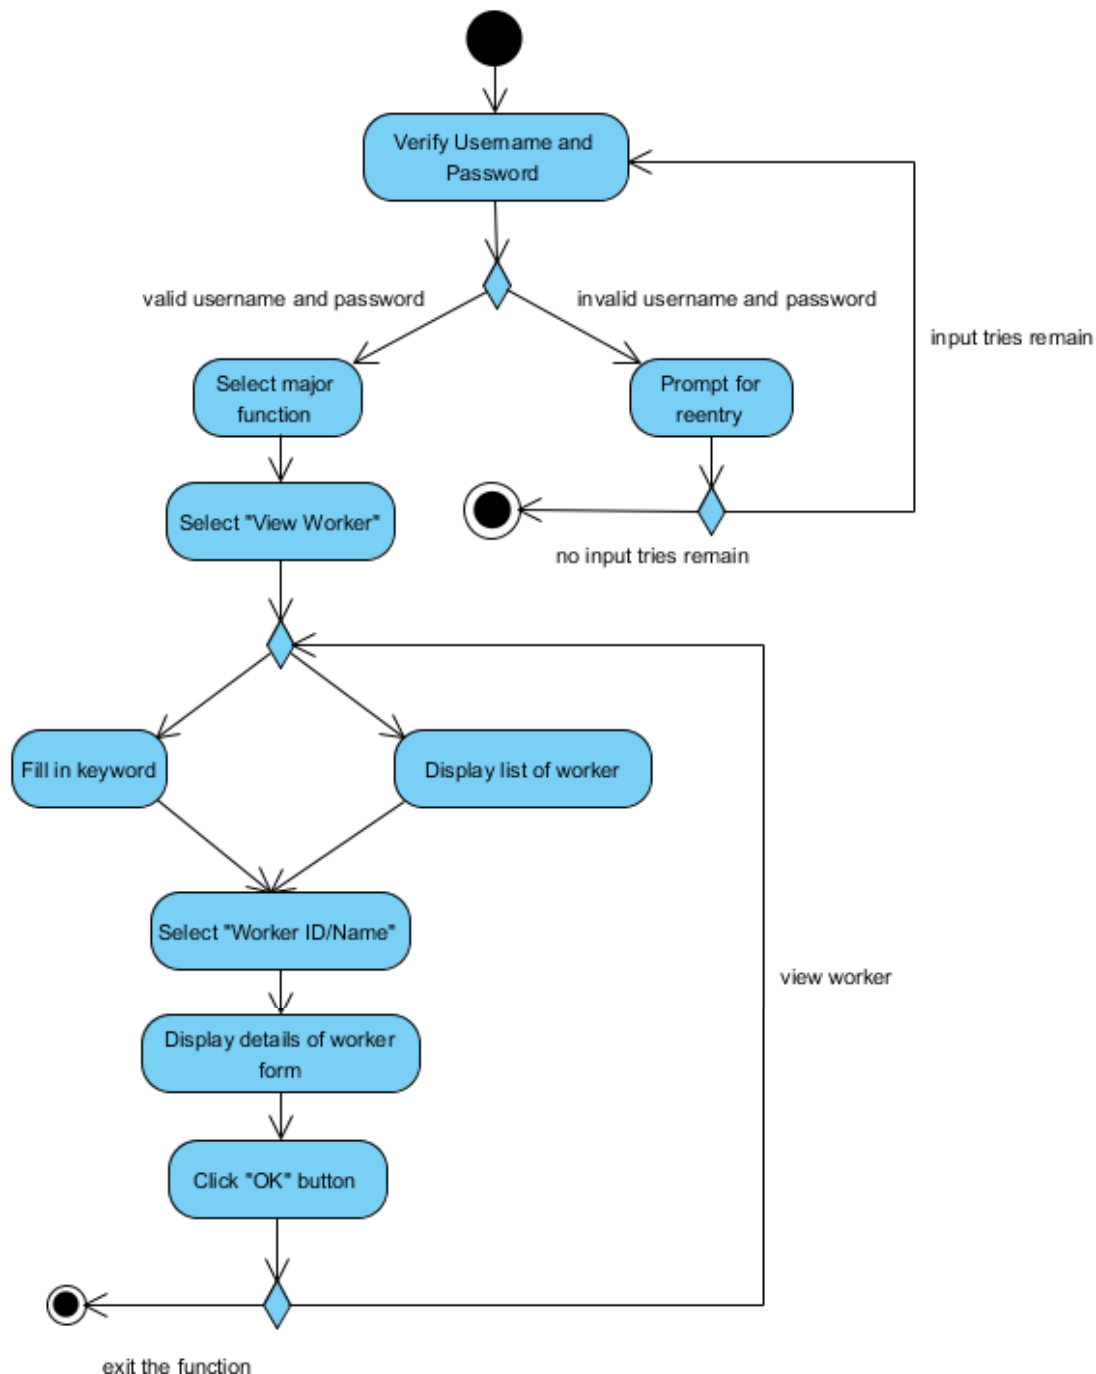 Verify Username and
Password
valid username and password
invalid username and password
input tries remain
Select major
function
Prompt for
reentry
Select "View Worker"
no input tries remain
Fill in keyword
Display list of worker
Select "Worker ID/Name"
view worker
Display details of worker
form
Click "OK" button
exit the function